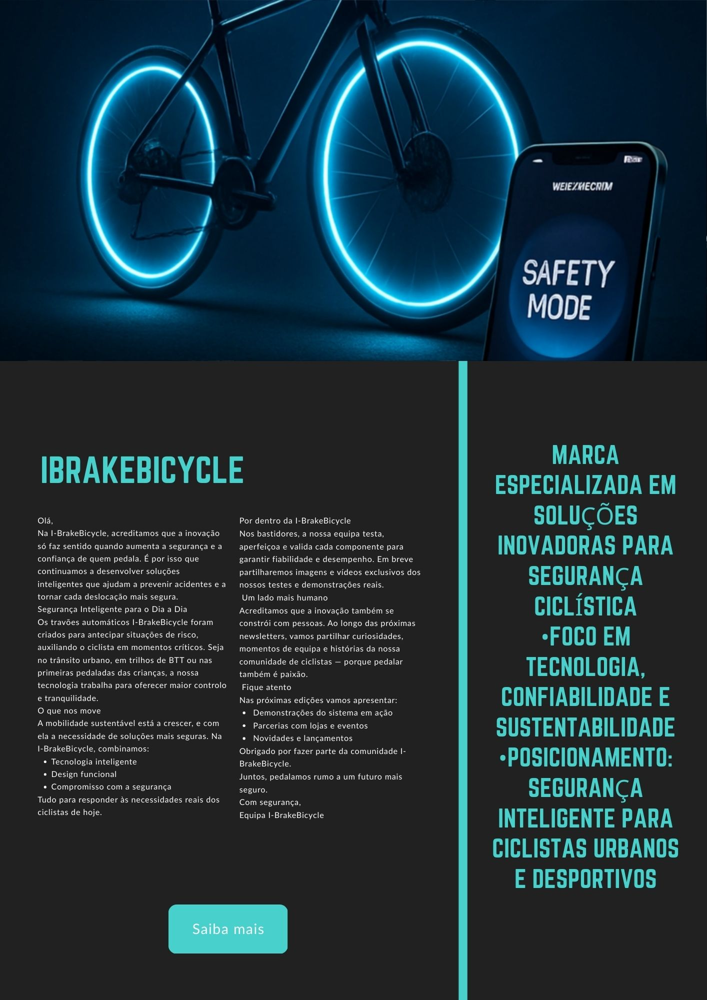 WEIEZMECRIM
SAFETY
MODE
IBRAKEBICYCLE
Olá,
Na I-BrakeBicycle, acreditamos que a inovação
só faz sentido quando aumenta a segurança e a
confiança de quem pedala. É por isso que
continuamos a desenvolver soluções
inteligentes que ajudam a prevenir acidentes e a
tornar cada deslocação mais segura.
Segurança Inteligente para o Dia a Dia
Os travões automáticos I-BrakeBicycle foram
criados para antecipar situações de risco,
auxiliando o ciclista em momentos críticos. Seja
no trânsito urbano, em trilhos de BTT ou nas
primeiras pedaladas das crianças, a nossa
tecnologia trabalha para oferecer maior controlo
e tranquilidade.
O que nos move
A mobilidade sustentável está a crescer, e com
ela a necessidade de soluções mais seguras. Na
I-BrakeBicycle, combinamos:
• Tecnologia inteligente
• Design funcional
• Compromisso com a segurança
Tudo para responder às necessidades reais dos
ciclistas de hoje.
Por dentro da I-BrakeBicycle
Nos bastidores, a nossa equipa testa,
aperfeiçoa e valida cada componente para
garantir fiabilidade e desempenho. Em breve
partilharemos imagens e vídeos exclusivos dos
nossos testes e demonstrações reais.
Um lado mais humano
Acreditamos que a inovação também se
constrói com pessoas. Ao longo das próximas
newsletters, vamos partilhar curiosidades,
momentos de equipa e histórias da nossa
comunidade de ciclistas — porque pedalar
também é paixão.
Fique atento
Nas próximas edições vamos apresentar:
• Demonstrações do sistema em ação
• Parcerias com lojas e eventos
• Novidades e lançamentos
Obrigado por fazer parte da comunidade I-
BrakeBicycle.
Juntos, pedalamos rumo a um futuro mais
seguro.
Com segurança,
Equipa I-BrakeBicycle
Saiba mais
MARCA
ESPECIALIZADA EM
SOLUÇÕES
INOVADORAS PARA
SEGURANÇA
CICLÍSTICA
•FOCO EM
TECNOLOGIA,
CONFIABILIDADE E
SUSTENTABILIDADE
•POSICIONAMENTO:
SEGURANÇA
INTELIGENTE PARA
CICLISTAS URBANOS
E DESPORTIVOS